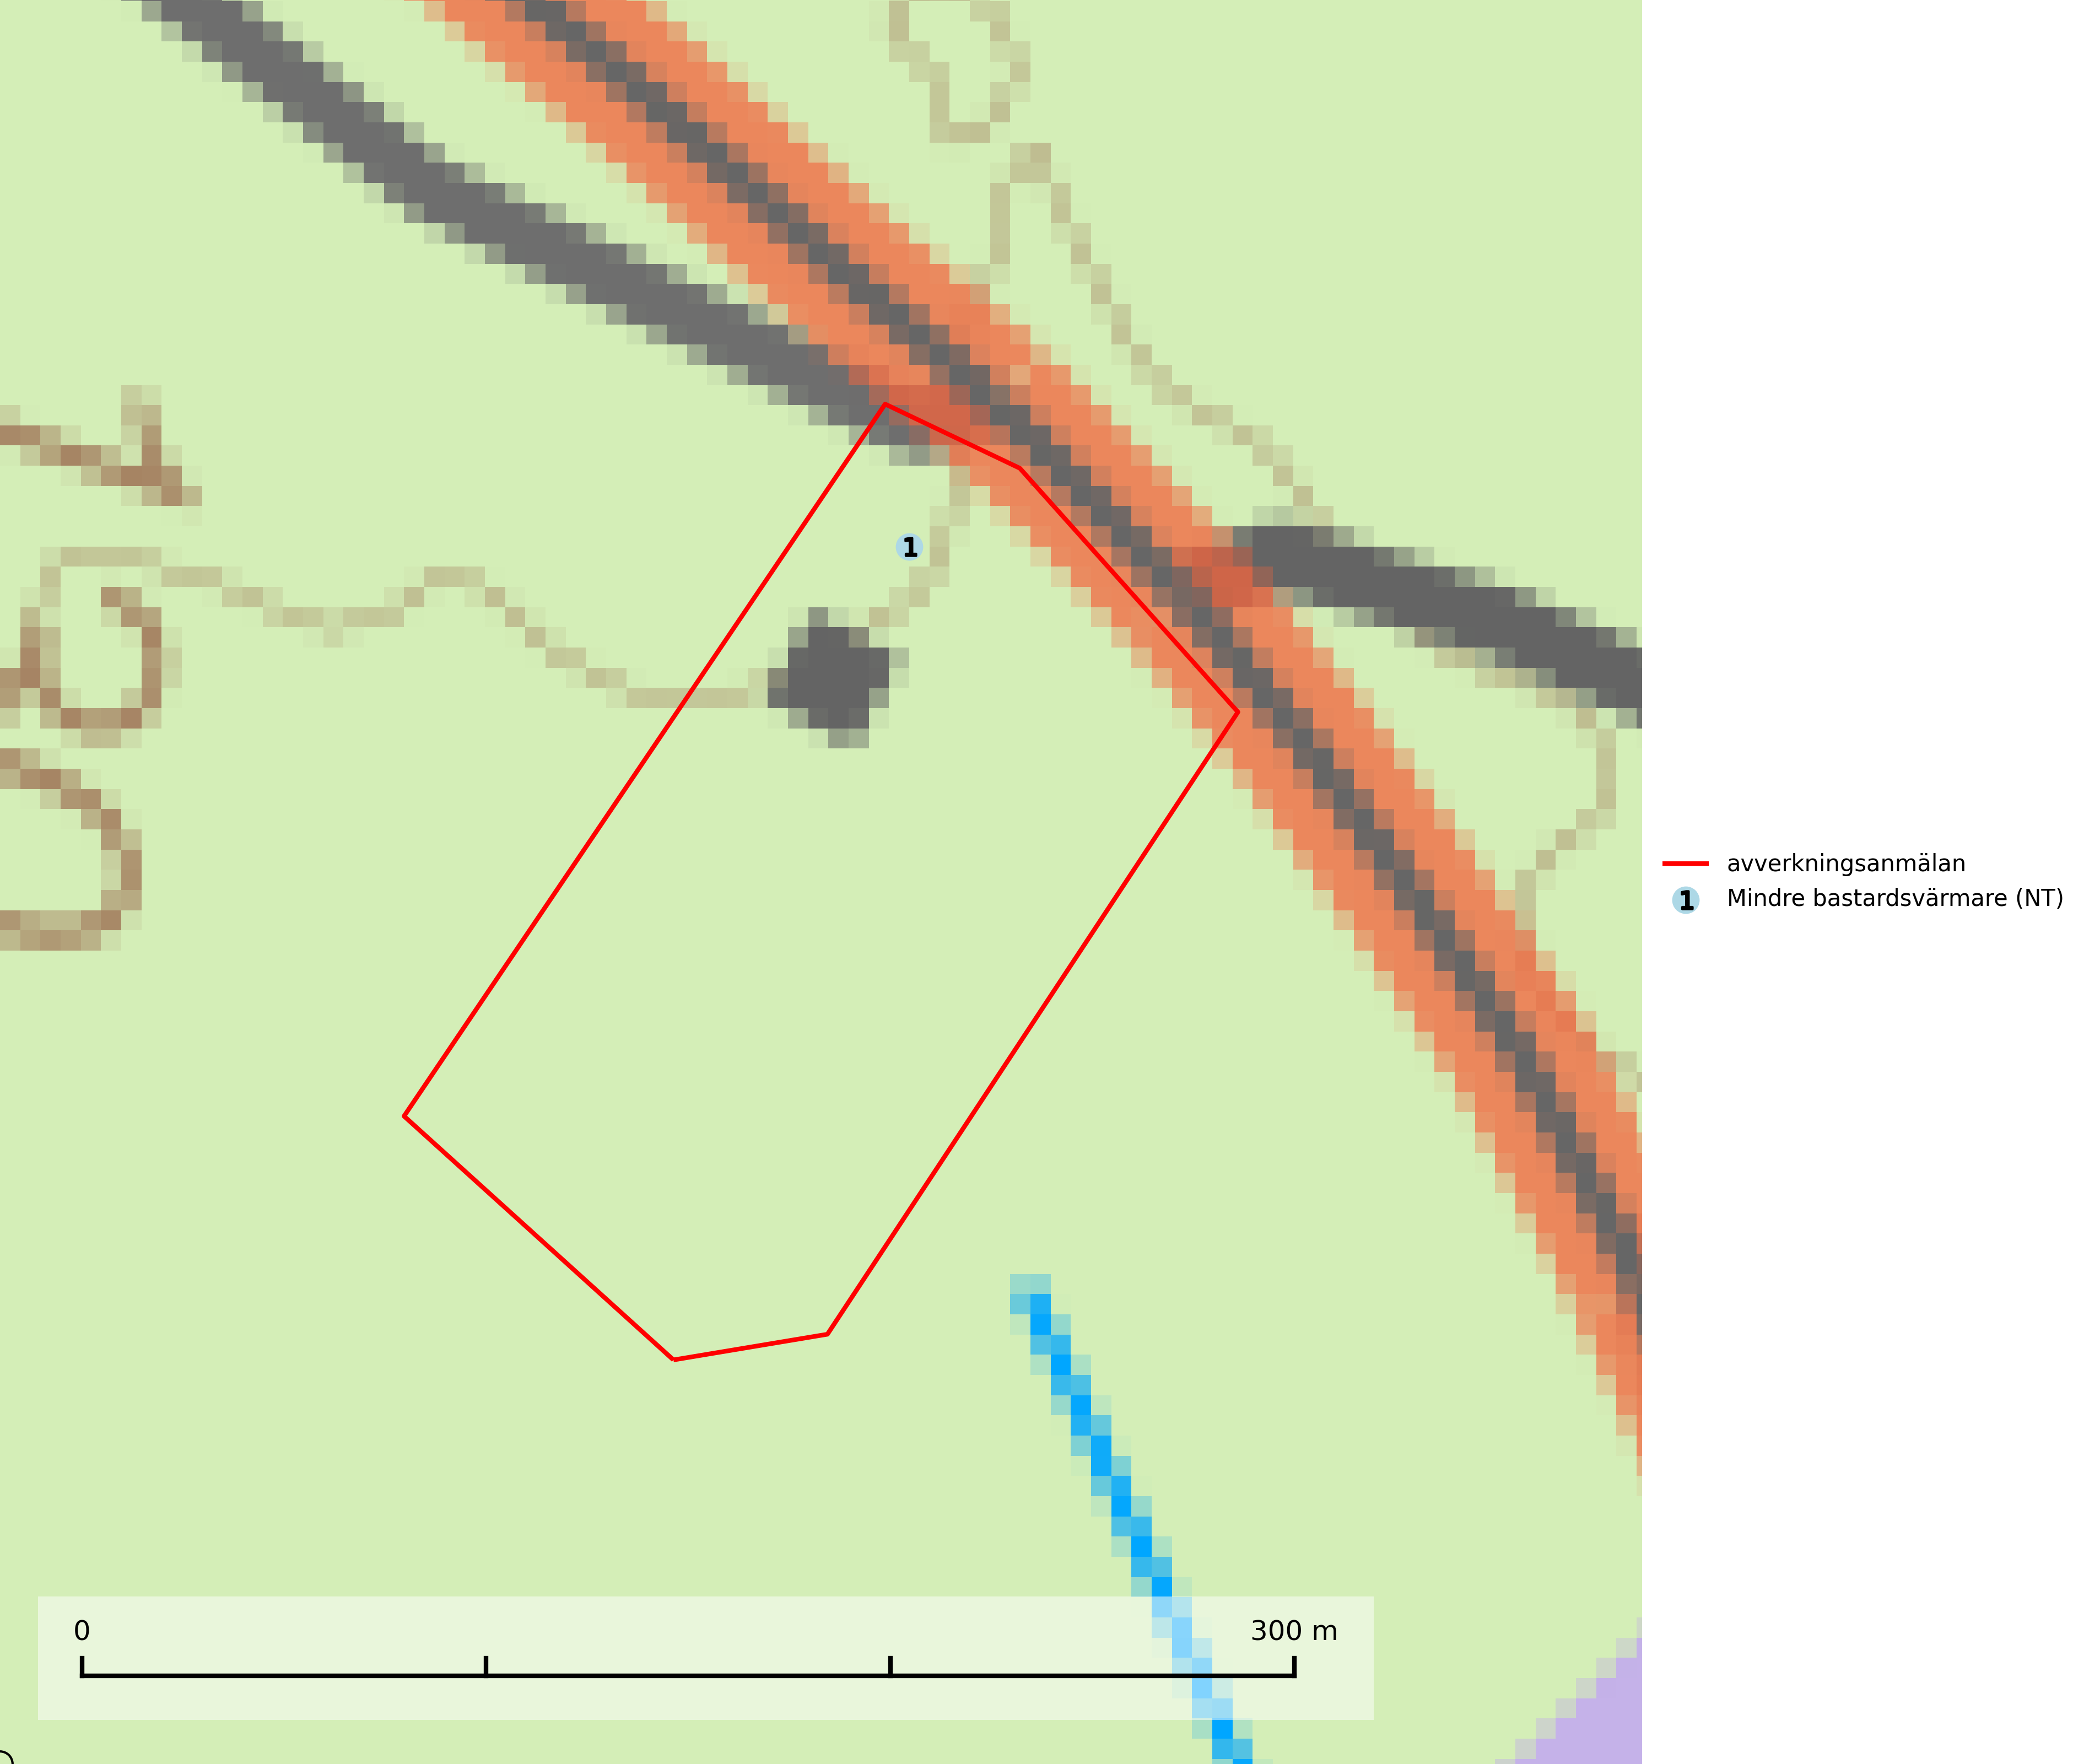 1
avverkningsanmälan
1 Mindre bastardsvärmare (NT)
0 300 m